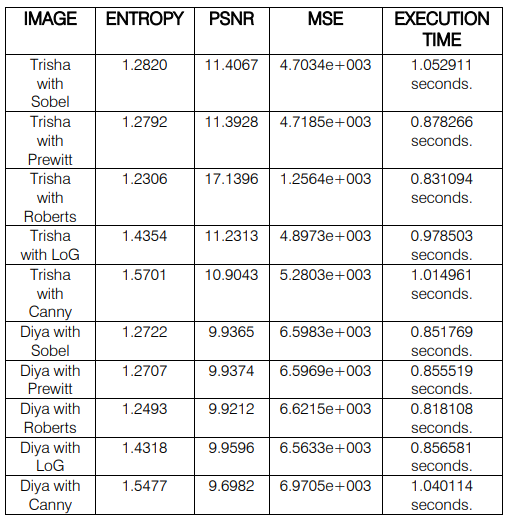 IMAGE ENTROPY PSNR MSE EXECUTION
TIME
Trisha 1.2820 11.4067 4.7034e+003 1.052911
with seconds.
Sobel
Trisha 1.2792 11.3928 4.7185e+003 0.878266
with seconds.
Prewitt
Trisha 1.2306 17.1396 1.2564e+003 0.831094
with seconds.
Roberts
Trisha 1.4354 11.2313 4.8973e+003 0.978503
with LoG seconds.
Trisha 1.5701 10.9043 5.2803e+003 1.014961
with seconds.
Canny
Diya with 1.2722 9.9365 6.5983e+003 0.851769
Sobel seconds.
Diya with 1.2707 9.9374 6.5969e+003 0.855519
Prewitt seconds.
Diya with 1.2493 9.9212 6.6215e+003 0.818108
Roberts seconds.
Diya with 1.4318 9.9596 6.5633e+003 0.856581
LoG seconds.
Diya with 1.5477 9.6982 6.9705e+003 1.040114
Canny seconds.